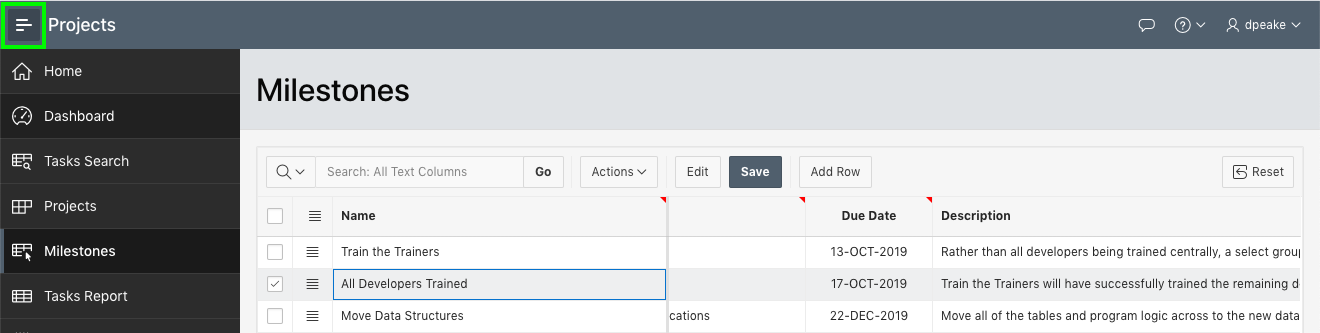 Projects
dpeake
Home
Dashboard
Tasks Search
Projects
Milestones
Tasks Report
Milestones
Search: All Text Columns
Go
Actions
Edit
Save
Add Row
Reset
Name Due Date Description
Train the Trainers 13-OCT-2019 Rather than all developers being trained centrally, a select group
All Developers Trained 17-OCT-2019 Train the Trainers will have successfully trained the remaining d
Move Data Structures cations 22-DEC-2019 Move all of the tables and program logic across to the new data